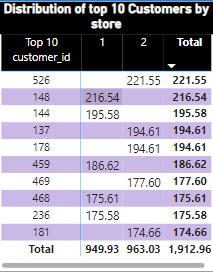 Distribution of top 10 Customers by
store
Top 10 1 2 Total
customer_id
526 221.55 221.55
148 216.54 216.54
144 195.58 195.58
137 194.61 194.61
178 194.61 194.61
459 186.62 186.62
469 177.60 177.60
468 175.61 175.61
236 175.58 175.58
181 174.66 174.66
Total 949.93 963.03 1,912.96